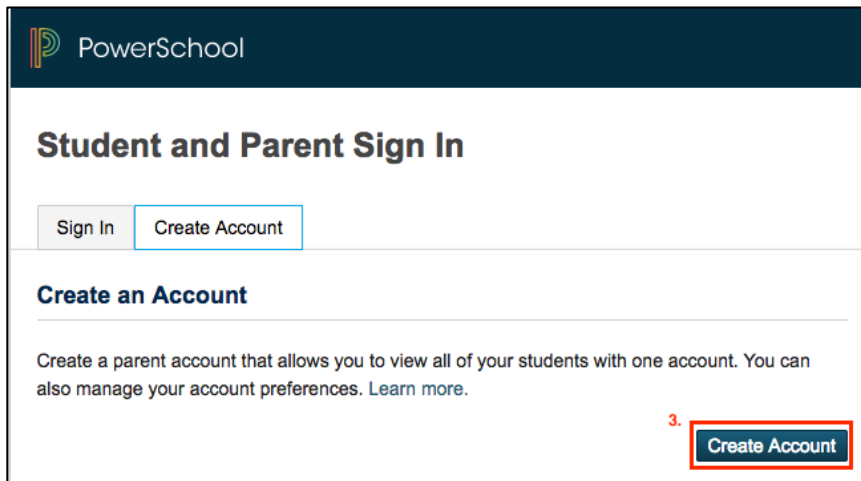 PowerSchool
Student and Parent Sign In
Sign In
Create Account
Create an Account
Create a parent account that allows you to view all of your students with one account. You can
also manage your account preferences. Learn more.
3.
Create Account